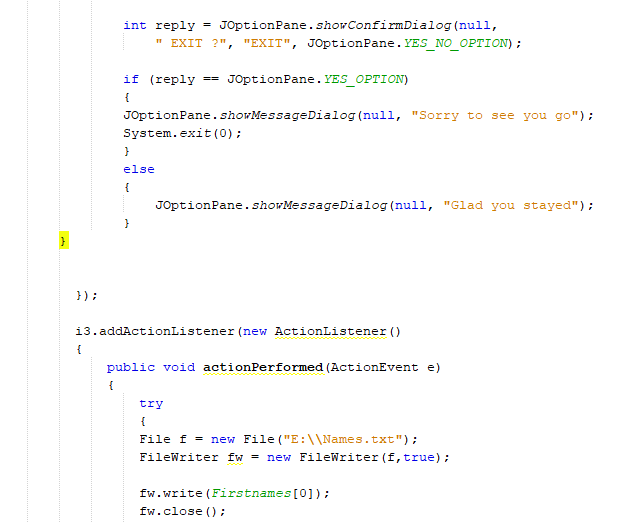 int reply = JOptionPane.showConfirmDialog(null,
" EXIT ?", "EXIT", JOptionPane.YES_NO_OPTION);
if (reply == JOptionPane.YES_OPTION)
{
JOptionPane.showMessageDialog(null, "Sorry to see you go");
System.exit(0);
}
else
{
JOptionPane.showMessageDialog(null, "Glad you stayed");
}
}
});
i3.addActionListener(new ActionListener()
{
public void actionPerformed(ActionEvent e)
{
try
{
File f = new File("E:\\Names.txt");
FileWriter fw = new FileWriter(f,true);
fw.write(Firstnames[0]);
fw.close();